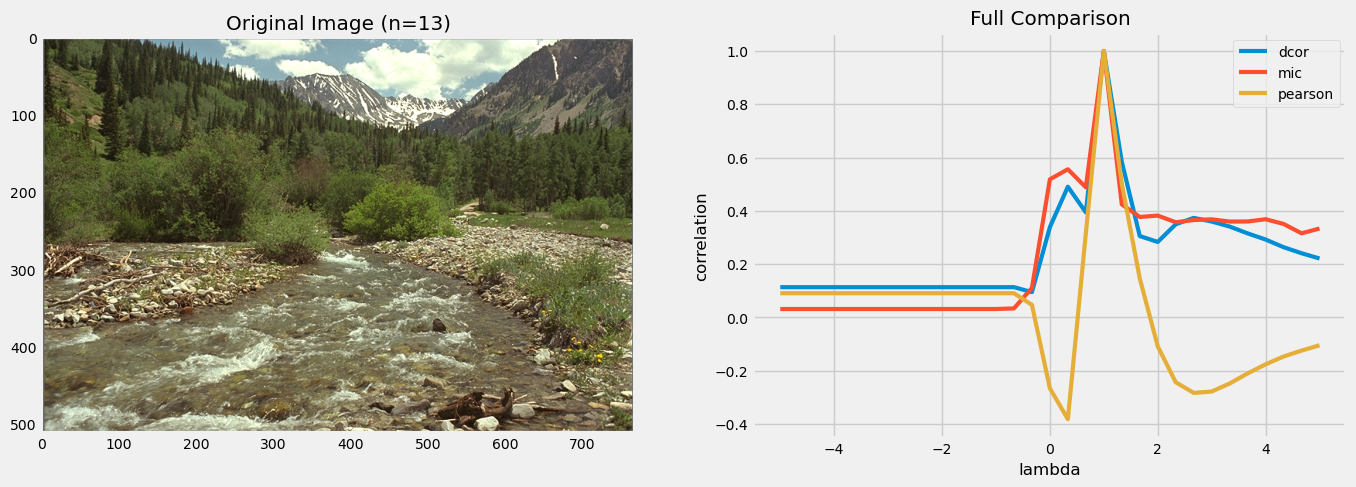 Original Image (n=13)
0
100
200
300
400
500
0 100 200 300 400 500 600 700
Full Comparison
dcor
mic
pearson
1.0
0.8
0.6
0.4
0.2
0.0
−0.2
−0.4
correlation
−4 −2 0 2 4
lambda